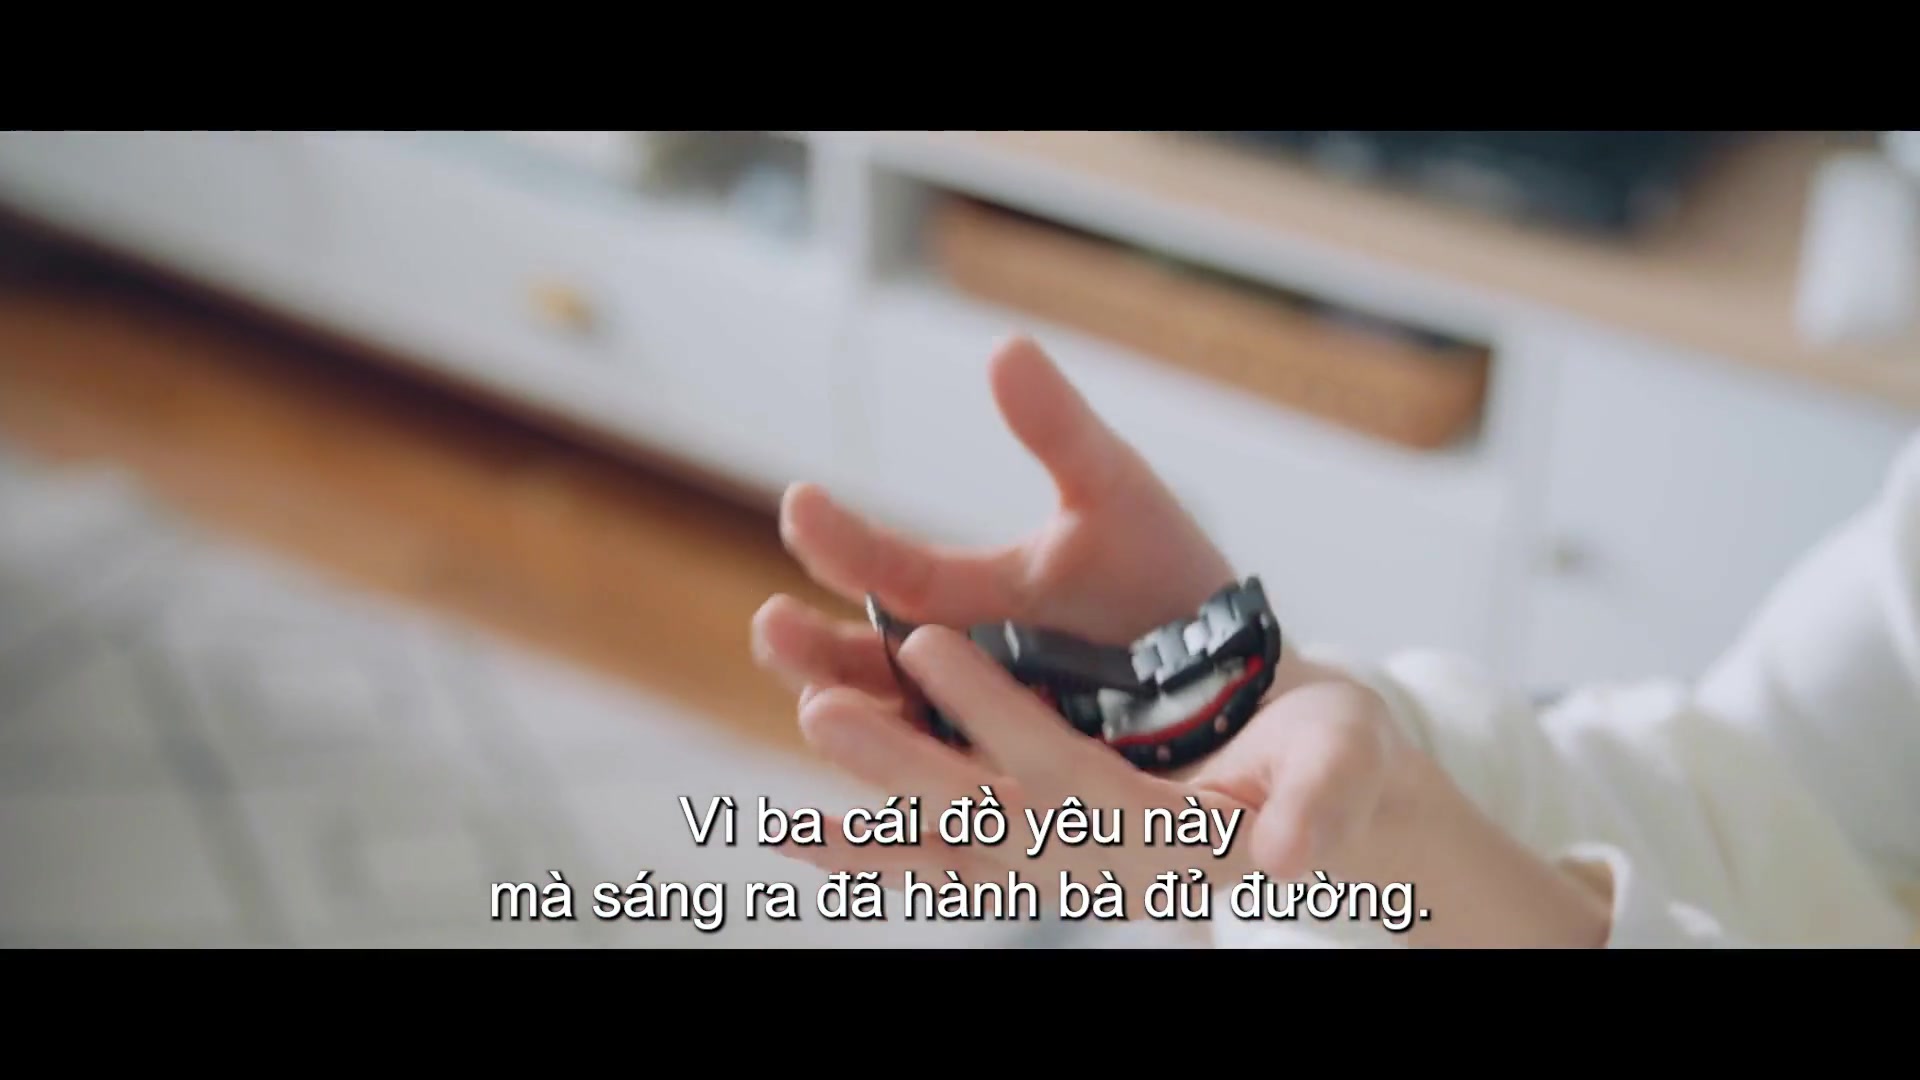 Vì ba cái đồ yêu này
mà sáng ra đã hành bà đủ đường.